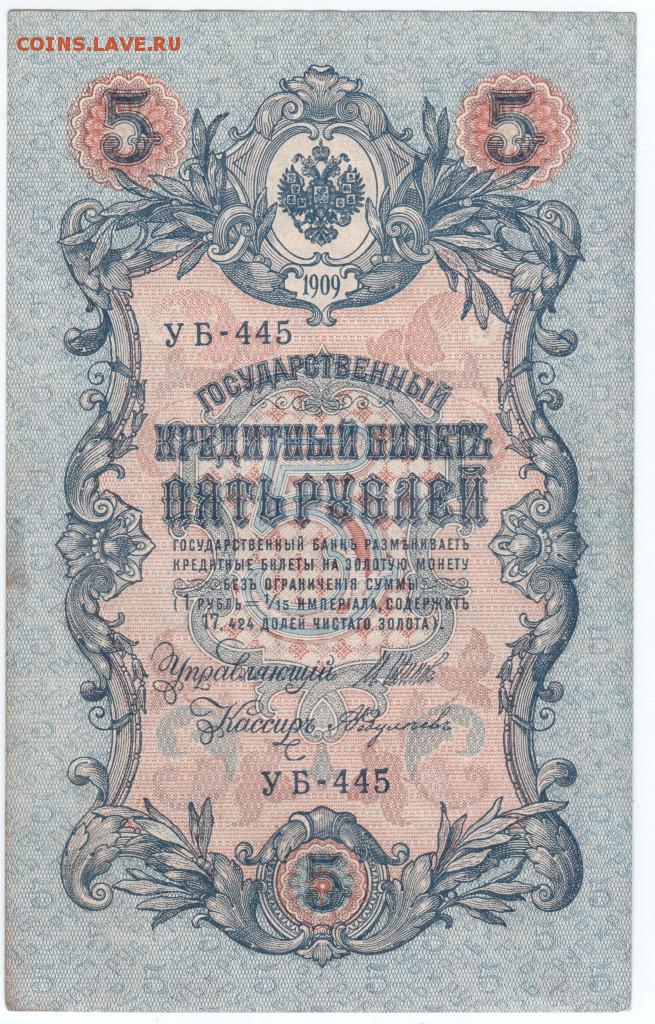 COINS.LAVE.RU
5 5
1909
УБ-445
ГОСУДАРСТВЕННЫЙ
КРЕДИТНЫЙ БИЛЕТЪ
ПЯТЬ РУБЛЕЙ
5
ГОСУДАРСТВЕННЫЙ БАНКЪ РАЗМѢНИВАЕТЪ
КРЕДИТНЫЕ БИЛЕТЫ НА ЗОЛОТУЮ МОНЕТУ
БЕЗЪ ОГРАНИЧЕНІЯ СУММЫ
(1 РУБЛЬ = 1/15 ИМПЕРІАЛА, СОДЕРЖИТЪ
17,424 ДОЛЕЙ ЧИСТАГО ЗОЛОТА).
Управляющій
Кассиръ
УБ-445
5